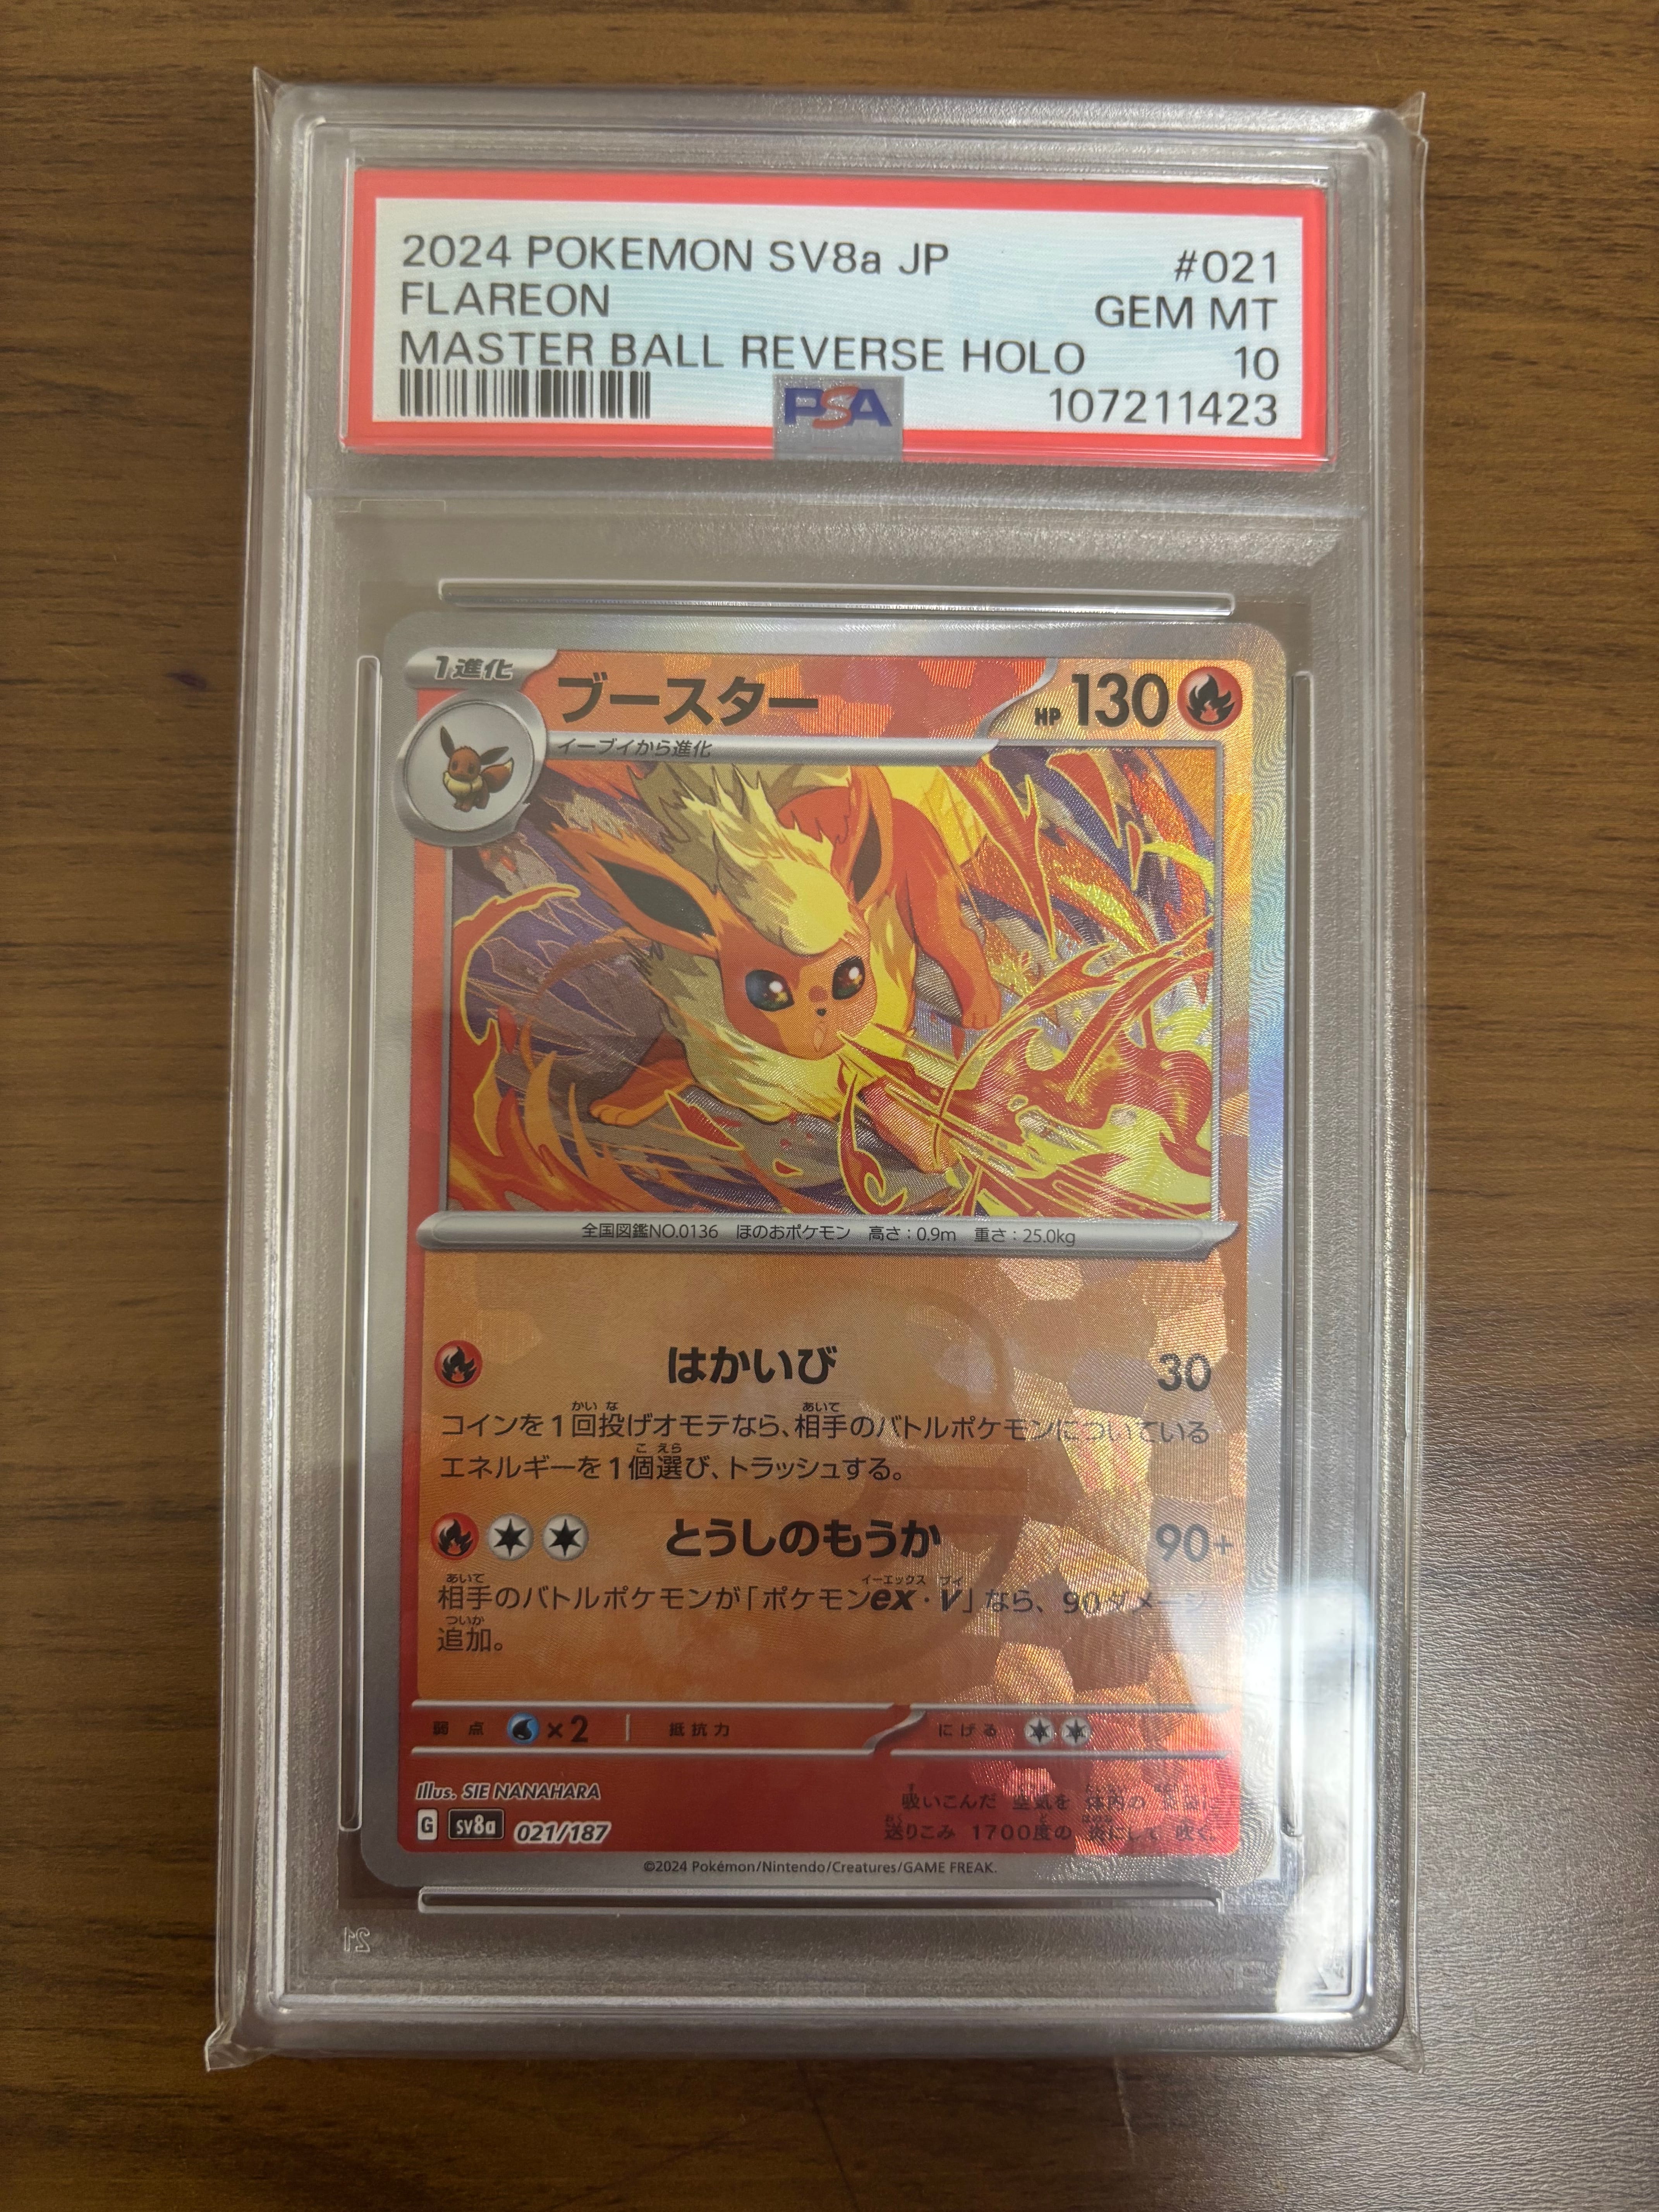 2024 POKEMON SV8a JP #021
FLAREON GEM MT
MASTER BALL REVERSE HOLO 10
PSA 107211423
1進化
ブースター HP 130
イーブイから進化
全国図鑑NO.0136 ほのおポケモン 高さ:0.9m 重さ:25.0kg
はかいび 30
コインを1回投げオモテなら、相手のバトルポケモンについている
エネルギーを1個選び、トラッシュする。
とうしのもうか 90+
相手のバトルポケモンが「ポケモンex・V」なら、90ダメージ
追加。
弱点 ×2 抵抗力 にげる
Illus. SIE NANAHARA
吸いこんだ 空気を 体内の
G sv8a 021/187
送りこみ 1700度の 炎にして 吹く。
©2024 Pokémon/Nintendo/Creatures/GAME FREAK.
21